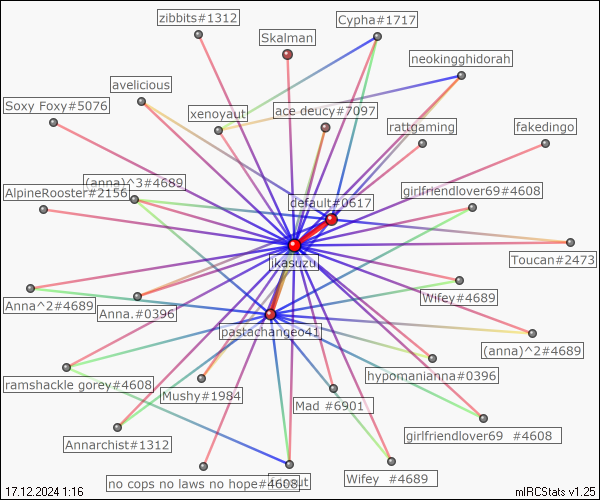 zibbits#1312
Cypha#1717
Skalman
neokingghidorah
avelicious
Soxy Foxy#5076
xenoyaut
ace deucy#7097
rattgaming
fakedingo
(anna)^3#4689
AlpineRooster#2156
girlfriendlover69#4608
default#0617
ikasuzu
Toucan#2473
Anna^2#4689
Anna.#0396
Wifey#4689
pastachangeo41
(anna)^2#4689
ramshackle gorey#4608
hypomanianna#0396
Mushy#1984
Mad #6901
Annarchist#1312
girlfriendlover69 #4608
no cops no laws no hope#4608
Wifey #4689
17.12.2024 1:16
mIRCStats v1.25